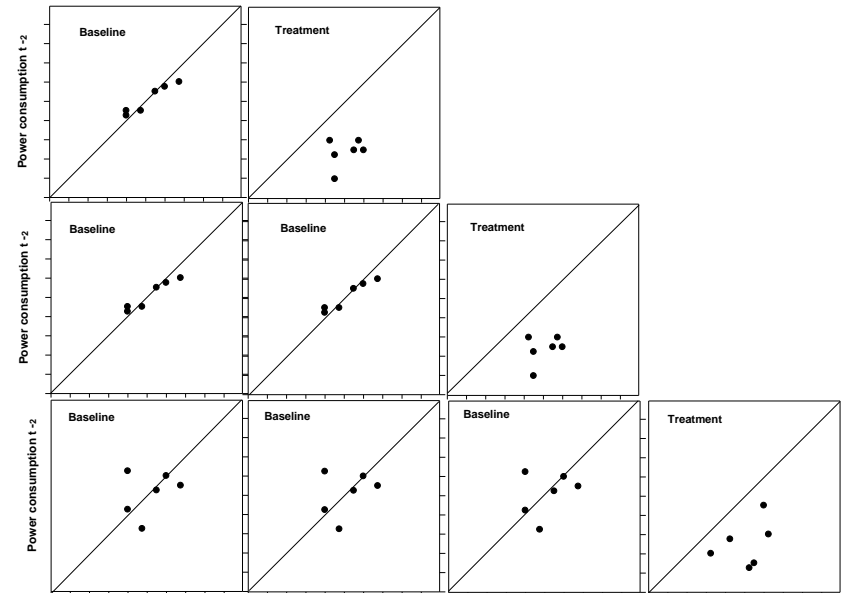 Baseline
Treatment
Power consumption t -2
Baseline
Baseline
Treatment
Power consumption t -2
Baseline
Baseline
Baseline
Treatment
Power consumption t -2